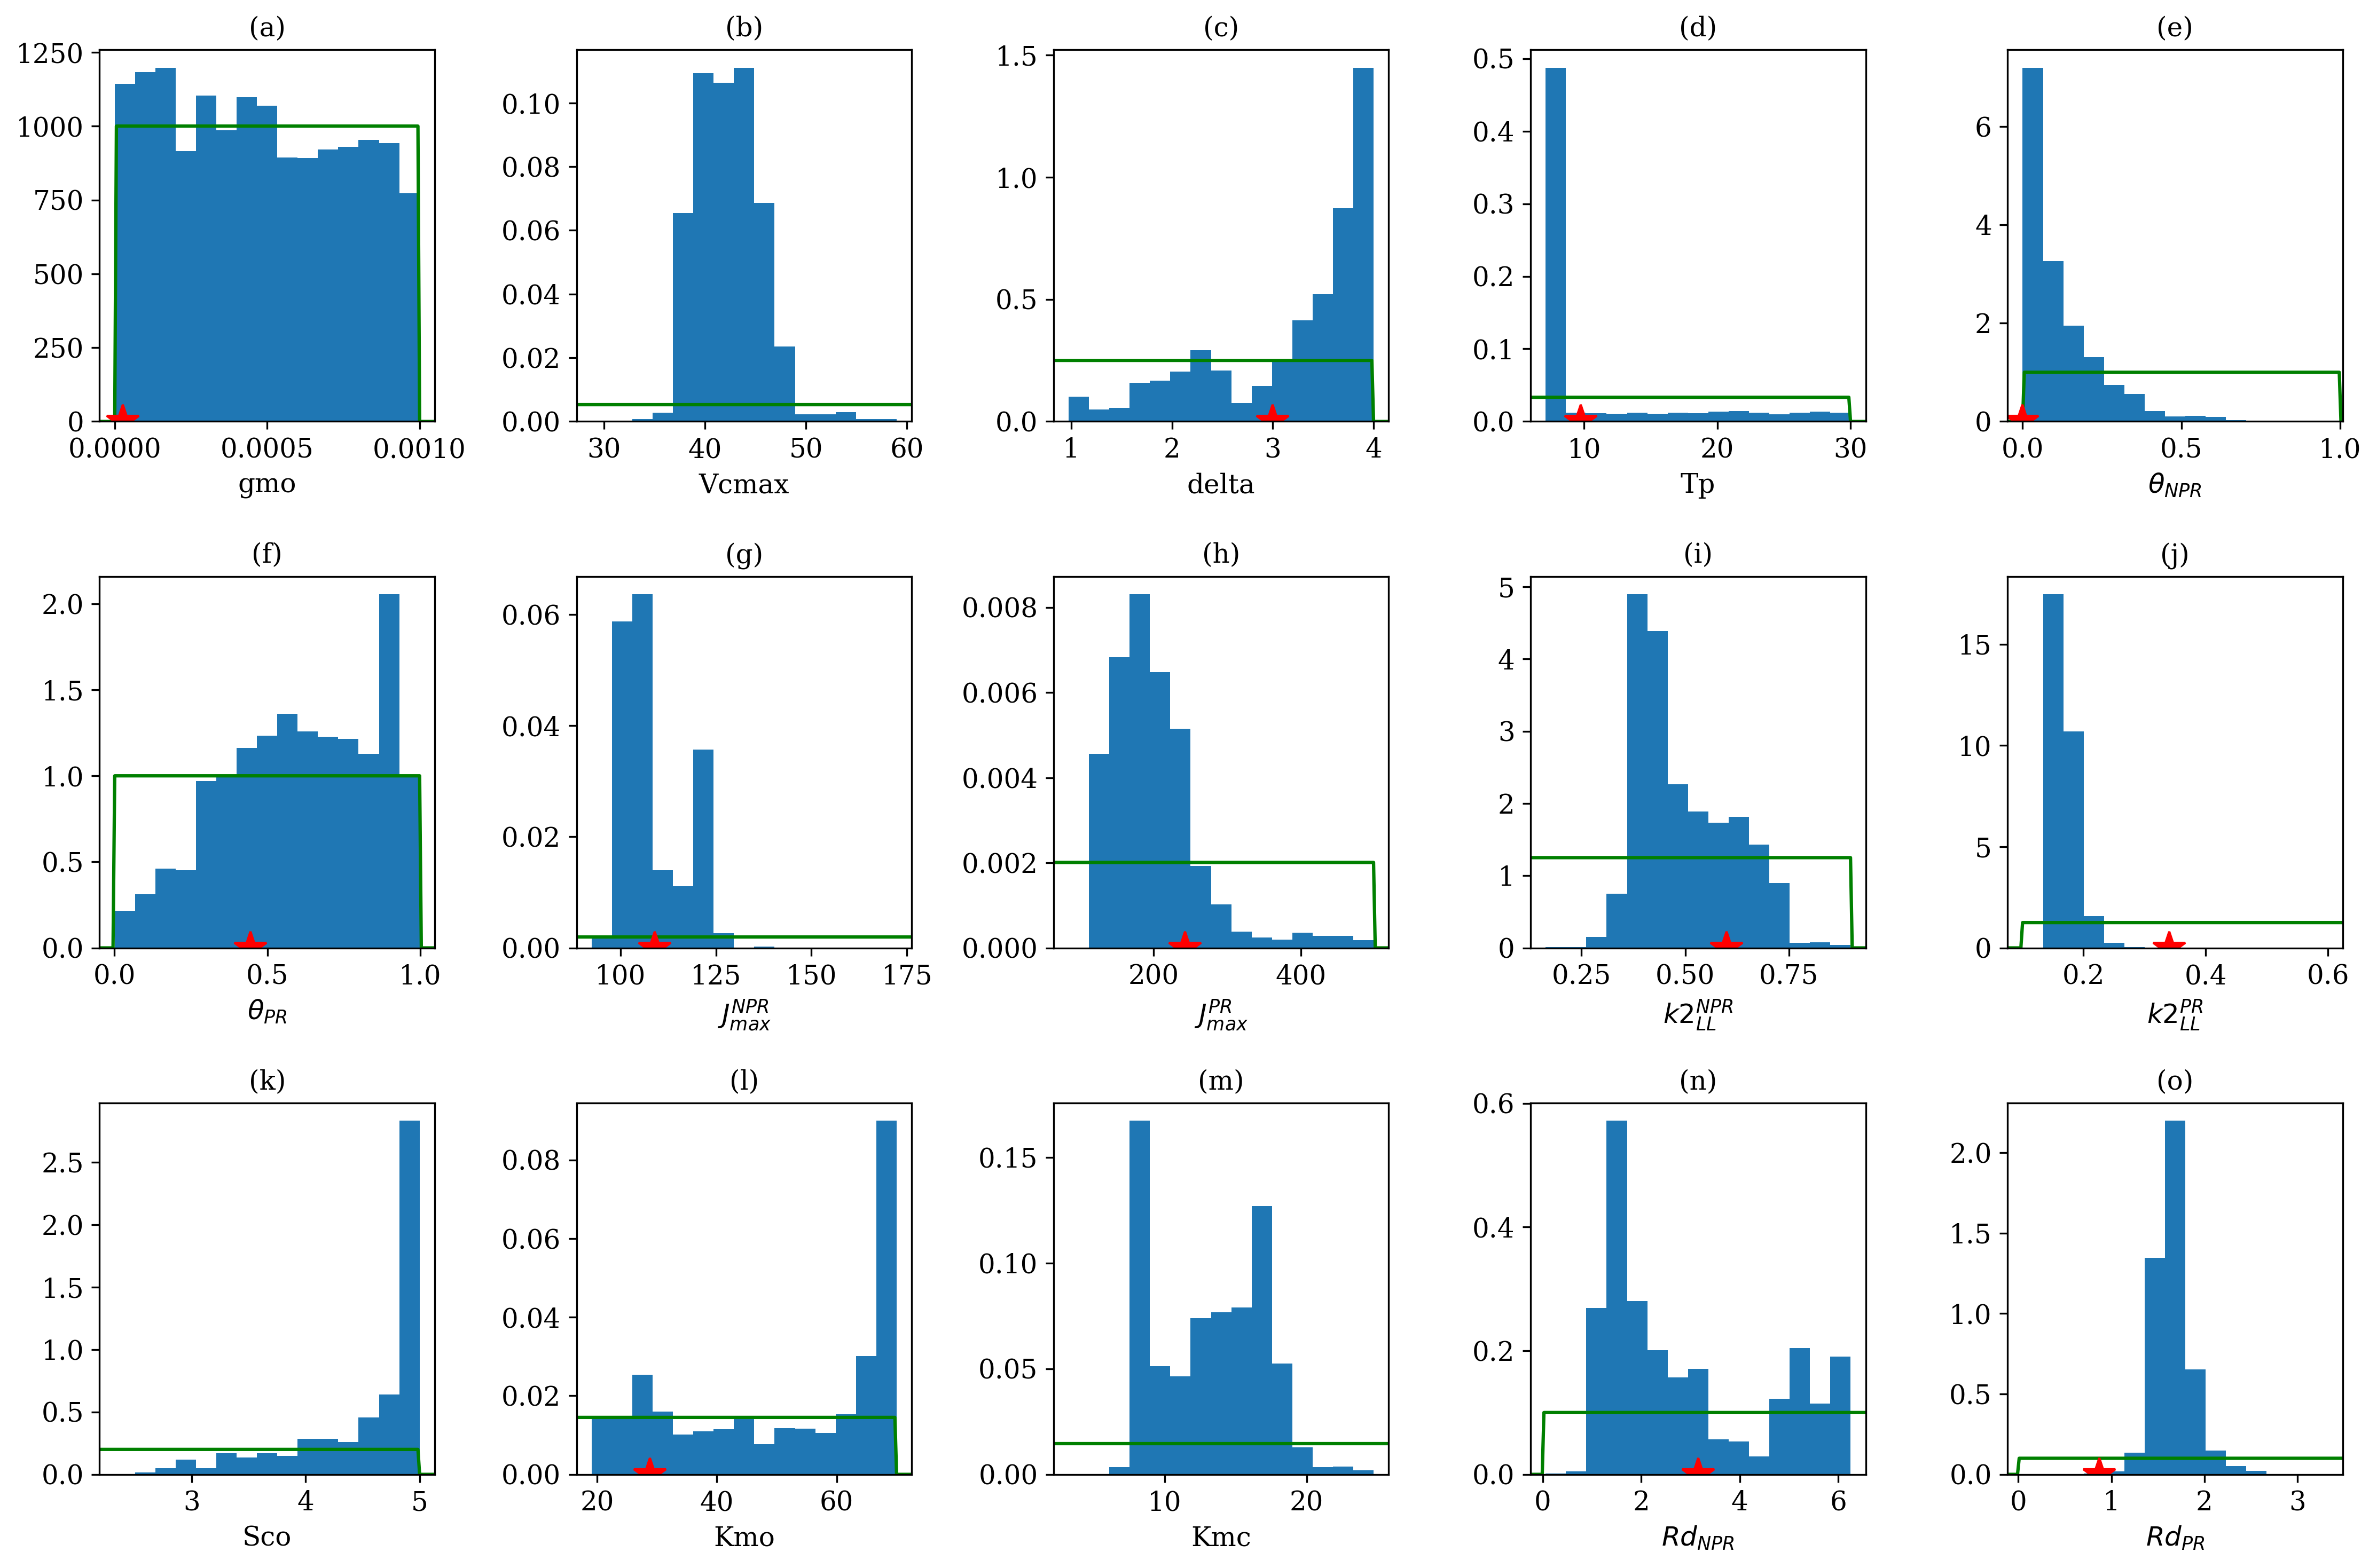 (a) (b) (c) (d) (e)
1250 1000 750 500 250 0
0.0000 0.0005 0.0010
gmo
0.10 0.08 0.06 0.04 0.02 0.00
30 40 50 60
Vcmax
1.5 1.0 0.5 0.0
1 2 3 4
delta
0.5 0.4 0.3 0.2 0.1 0.0
10 20 30
Tp
6 4 2 0
0.0 0.5 1.0
θNPR
(f) (g) (h) (i) (j)
2.0 1.5 1.0 0.5 0.0
0.0 0.5 1.0
θPR
0.06 0.04 0.02 0.00
100 125 150 175
J^NPR_max
0.008 0.006 0.004 0.002 0.000
200 400
J^PR_max
5 4 3 2 1 0
0.25 0.50 0.75
k2^NPR_LL
15 10 5 0
0.2 0.4 0.6
k2^PR_LL
(k) (l) (m) (n) (o)
2.5 2.0 1.5 1.0 0.5 0.0
3 4 5
Sco
0.08 0.06 0.04 0.02 0.00
20 40 60
Kmo
0.15 0.10 0.05 0.00
10 20
Kmc
0.6 0.4 0.2 0.0
0 2 4 6
RdNPR
2.0 1.5 1.0 0.5 0.0
0 1 2 3
RdPR